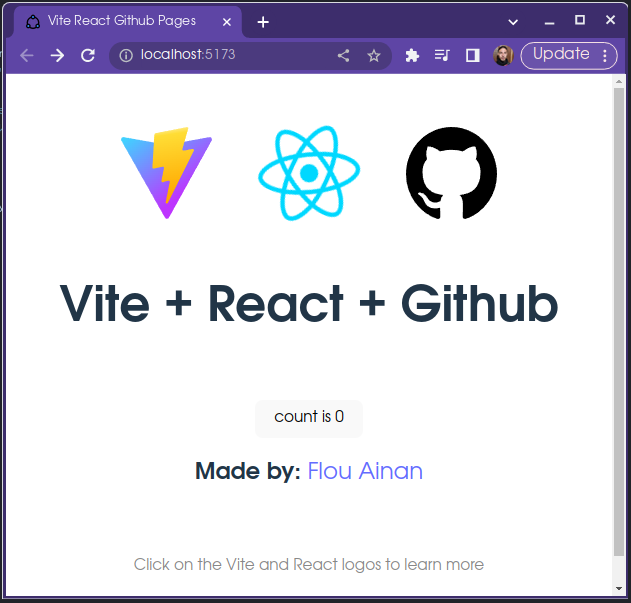 Vite React Github Pages
localhost:5173
Update
Vite + React + Github
count is 0
Made by: Flou Ainan
Click on the Vite and React logos to learn more